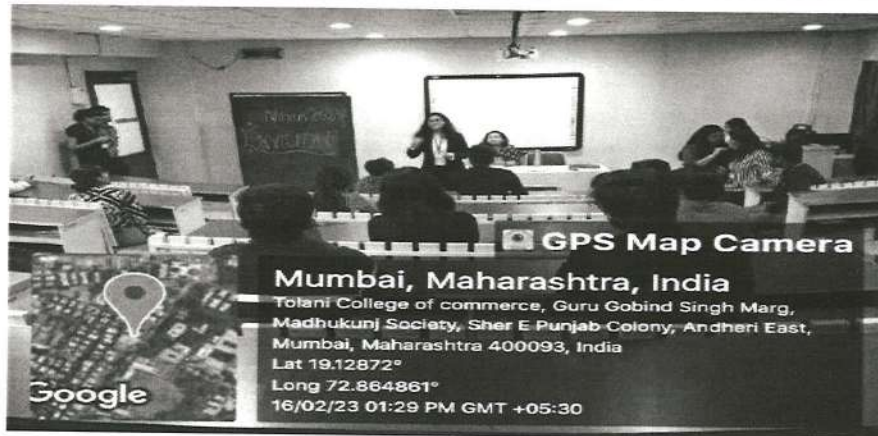 GPS Map Camera
Mumbai, Maharashtra, India
Tolani College of commerce, Guru Gobind Singh Marg,
Madhukunj Society, Sher E Punjab Colony, Andheri East,
Mumbai, Maharashtra 400093, India
Lat 19.12872°
Long 72.864861°
16/02/23 01:29 PM GMT +05:30
Google